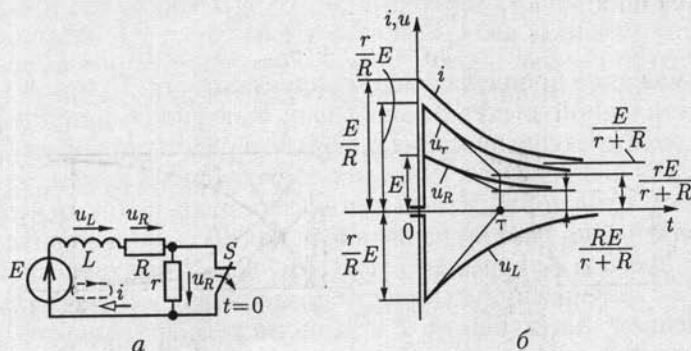 i, u
r/R E
i
E/R
E
u_r
u_R
E/(r + R)
rE/(r + R)
0
τ
t
r/R E
RE/(r + R)
u_L
u_L u_R
E
L
R
S
r
u_R
i
t=0
а
б